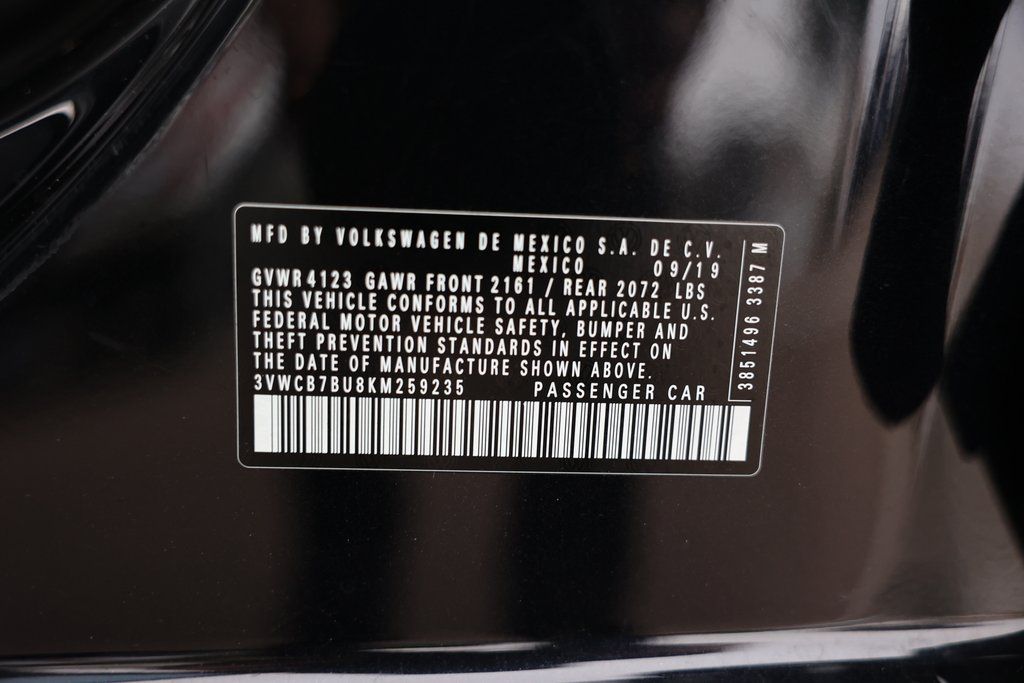 MFD BY VOLKSWAGEN DE MEXICO S.A. DE C.V.
MEXICO 09/19
GVWR 4123 GAWR FRONT 2161 / REAR 2072 LBS
THIS VEHICLE CONFORMS TO ALL APPLICABLE U.S.
FEDERAL MOTOR VEHICLE SAFETY, BUMPER AND
THEFT PREVENTION STANDARDS IN EFFECT ON
THE DATE OF MANUFACTURE SHOWN ABOVE.
3VWCB7BU8KM259235 PASSENGER CAR
3851496 3387 M